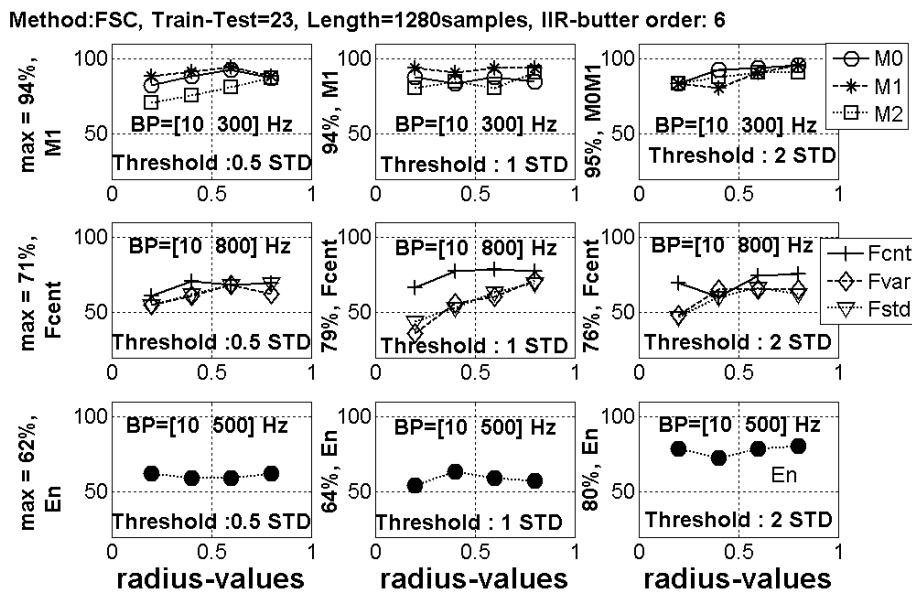 Method:FSC, Train-Test=23, Length=1280samples, IIR-butter order: 6
max = 94%,
M1
100
50
BP=[10 300] Hz
Threshold :0.5 STD
0 0.5 1
94%, M1
100
50
BP=[10 300] Hz
Threshold : 1 STD
0 0.5 1
95%, M0M1
100
50
BP=[10 300] Hz
Threshold : 2 STD
0 0.5 1
M0
M1
M2
max = 71%,
Fcent
100
50
BP=[10 800] Hz
Threshold :0.5 STD
0 0.5 1
79%, Fcent
100
50
BP=[10 800] Hz
Threshold : 1 STD
0 0.5 1
76%, Fcent
100
50
BP=[10 800] Hz
Threshold : 2 STD
0 0.5 1
Fcnt
Fvar
Fstd
max = 62%,
En
100
50
BP=[10 500] Hz
Threshold :0.5 STD
0 0.5 1
radius-values
64%, En
100
50
BP=[10 500] Hz
Threshold : 1 STD
0 0.5 1
radius-values
80%, En
100
50
BP=[10 500] Hz
En
Threshold : 2 STD
0 0.5 1
radius-values